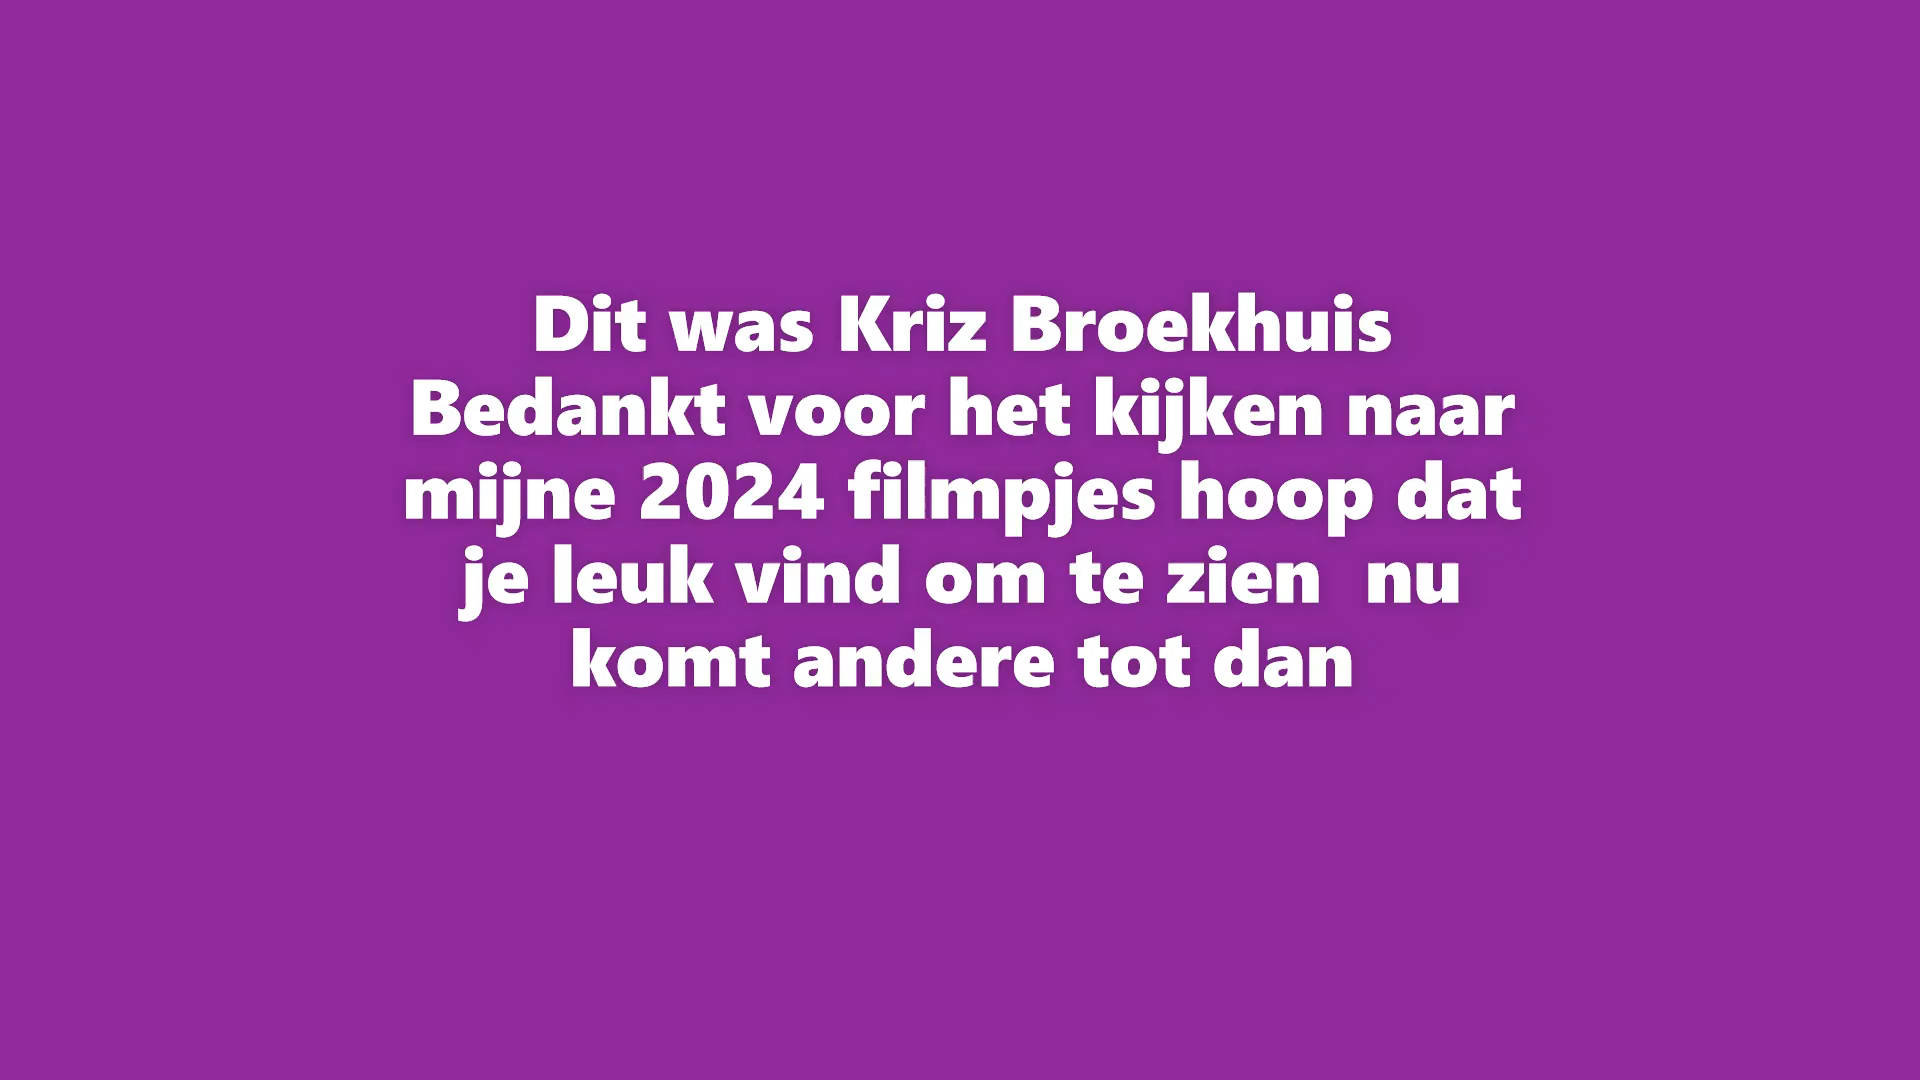 Dit was Kriz Broekhuis
Bedankt voor het kijken naar
mijne 2024 filmpjes hoop dat
je leuk vind om te zien  nu
komt andere tot dan